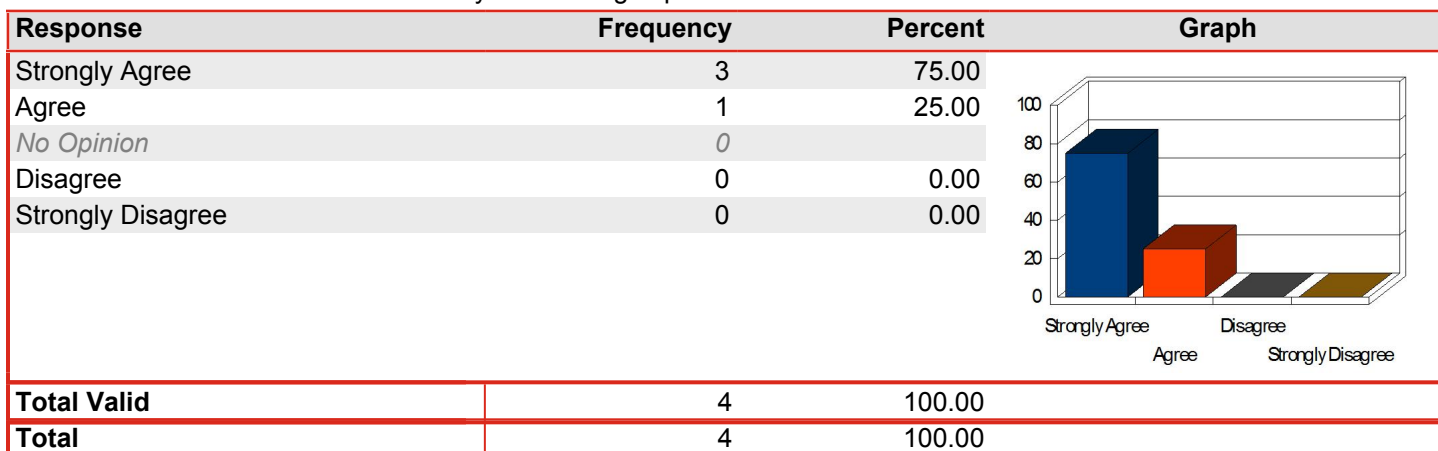 Response Frequency Percent Graph
Strongly Agree 3 75.00
Agree 1 25.00
No Opinion 0
Disagree 0 0.00
Strongly Disagree 0 0.00
100
80
60
40
20
0
Strongly Agree Disagree
Agree Strongly Disagree
Total Valid 4 100.00
Total 4 100.00